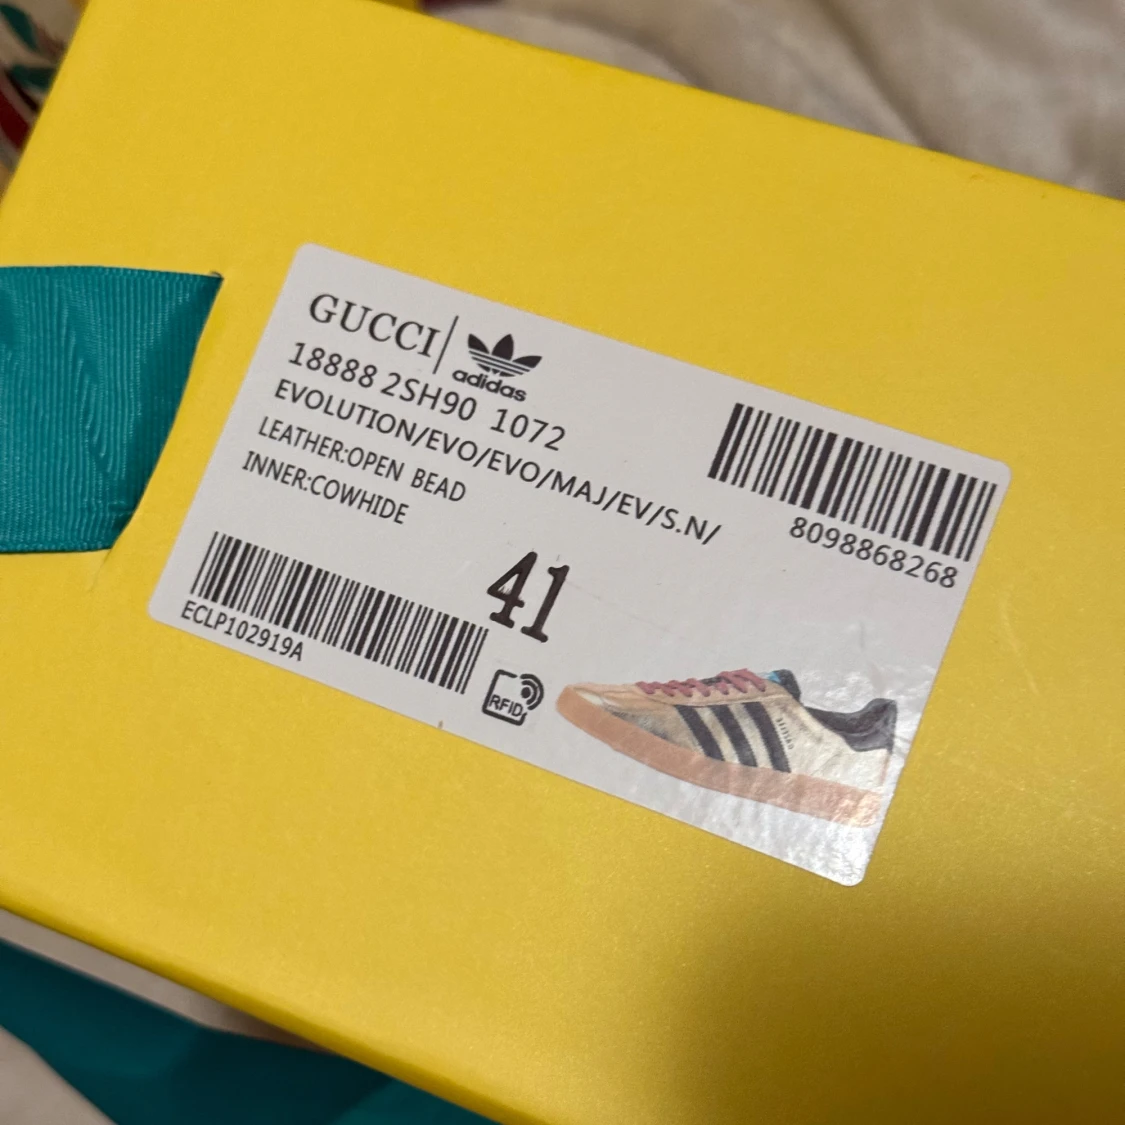 GUCCI
adidas
18888 2SH90 1072
EVOLUTION/EVO/EVO/MAJ/EV/S.N/
LEATHER:OPEN BEAD
INNER:COWHIDE
8098868268
41
ECLP102919A
RFID